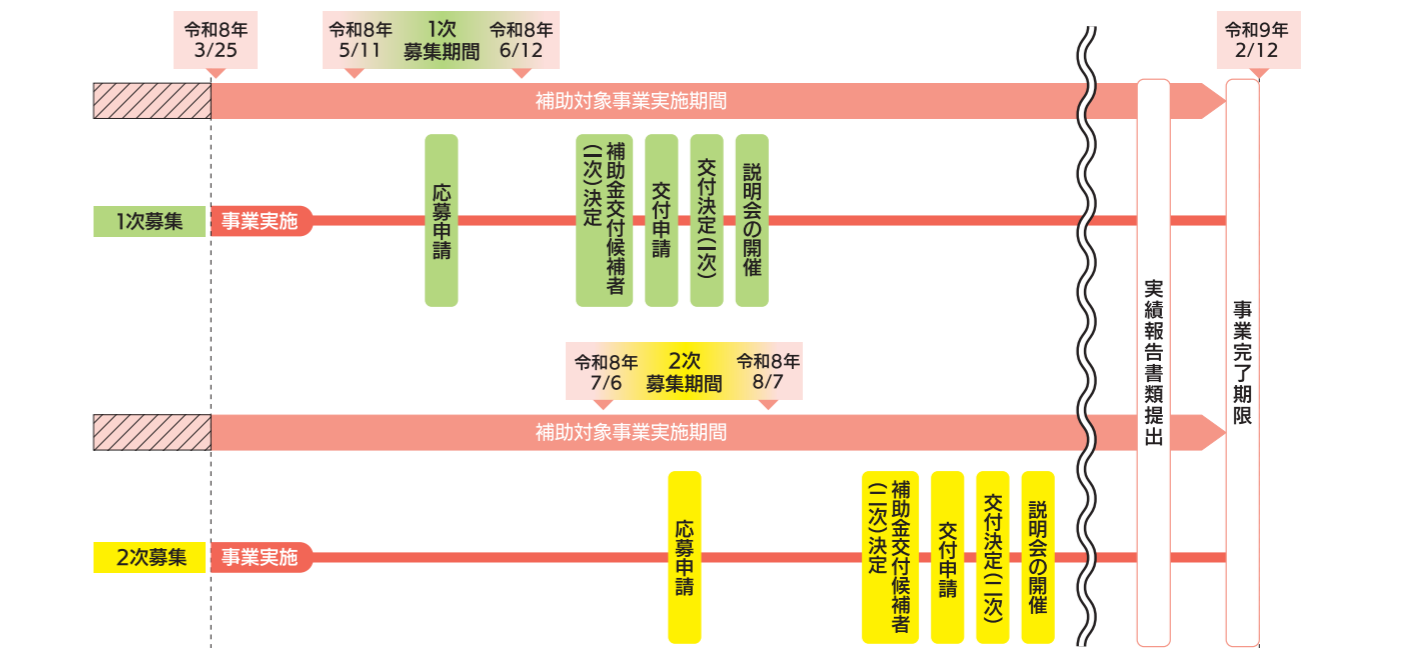 令和8年
3/25
令和8年
5/11
1次
募集期間
令和8年
6/12
令和9年
2/12
補助対象事業実施期間
1次募集
事業実施
応募申請
補助金交付候補者
(一次)決定
交付申請
交付決定(一次)
説明会の開催
令和8年
7/6
2次
募集期間
令和8年
8/7
補助対象事業実施期間
2次募集
事業実施
応募申請
補助金交付候補者
(二次)決定
交付申請
交付決定(二次)
説明会の開催
実績報告書類提出
事業完了期限